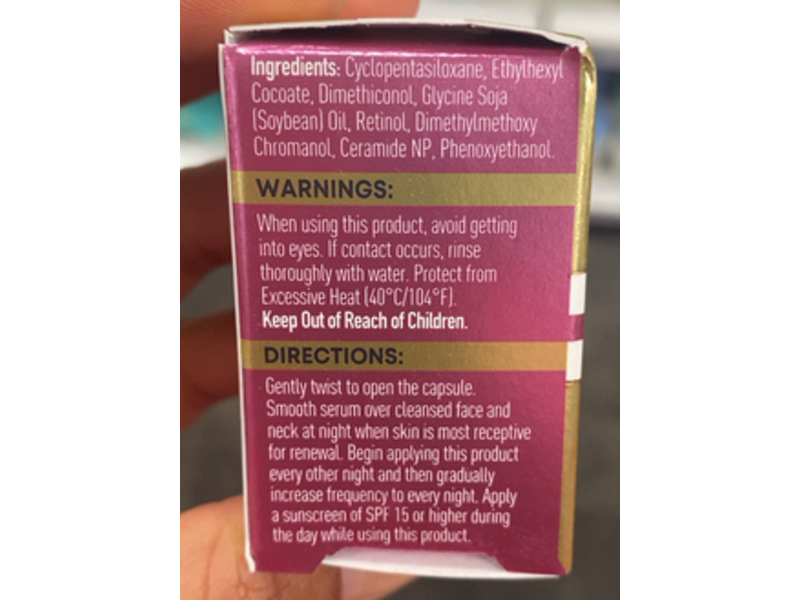 Ingredients: Cyclopentasiloxane, Ethylhexyl
Cocoate, Dimethiconol, Glycine Soja
(Soybean) Oil, Retinol, Dimethylmethoxy
Chromanol, Ceramide NP, Phenoxyethanol.
WARNINGS:
When using this product, avoid getting
into eyes. If contact occurs, rinse
thoroughly with water. Protect from
Excessive Heat (40°C/104°F).
Keep Out of Reach of Children.
DIRECTIONS:
Gently twist to open the capsule.
Smooth serum over cleansed face and
neck at night when skin is most receptive
for renewal. Begin applying this product
every other night and then gradually
increase frequency to every night. Apply
a sunscreen of SPF 15 or higher during
the day while using this product.